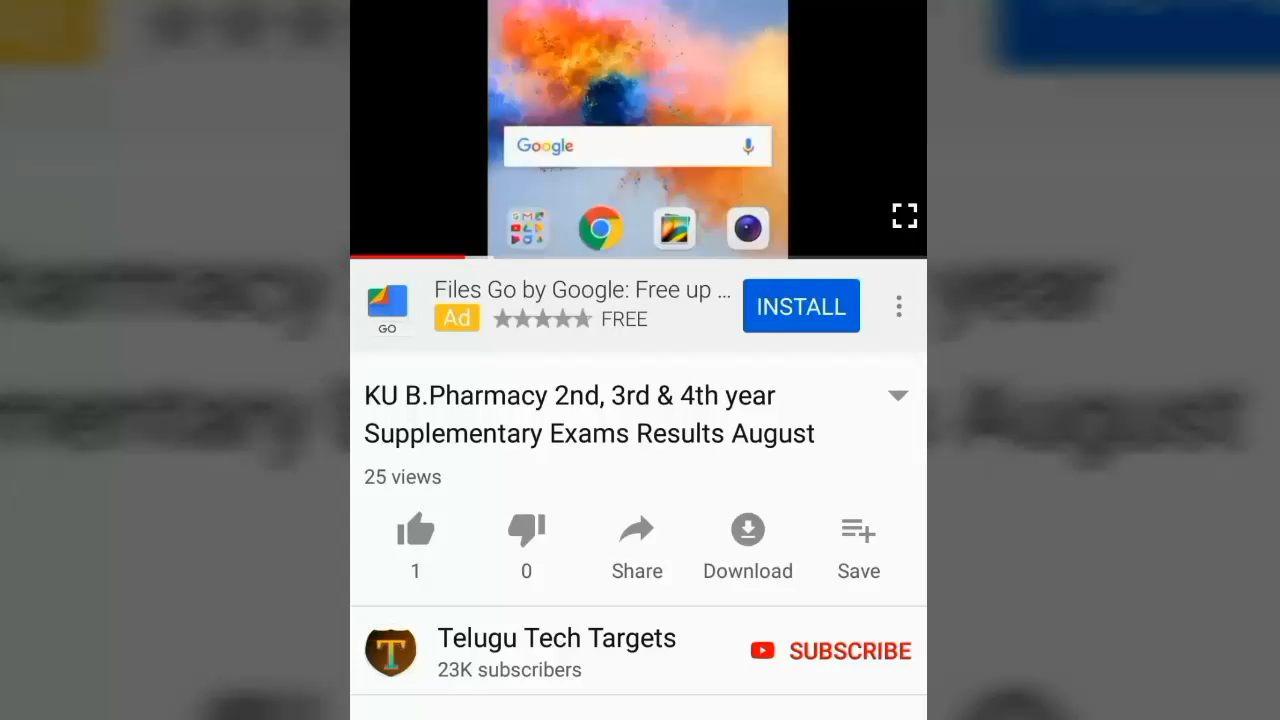 Google
Files Go by Google: Free up ...
INSTALL
GO
Ad
FREE
KU B.Pharmacy 2nd, 3rd & 4th year
Supplementary Exams Results August
25 views
1
0
Share
Download
Save
T
Telugu Tech Targets
SUBSCRIBE
23K subscribers